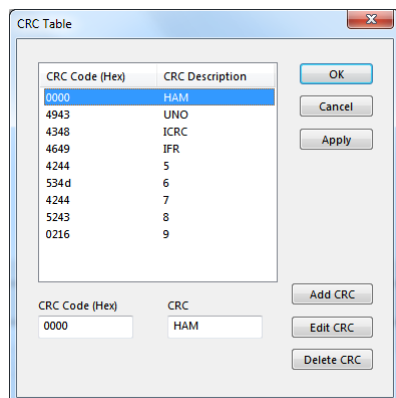 CRC Table
x
CRC Code (Hex) CRC Description
0000 HAM
4943 UNO
4348 ICRC
4649 IFR
4244 5
534d 6
4244 7
5243 8
0216 9
OK
Cancel
Apply
CRC Code (Hex) CRC
0000 HAM
Add CRC
Edit CRC
Delete CRC